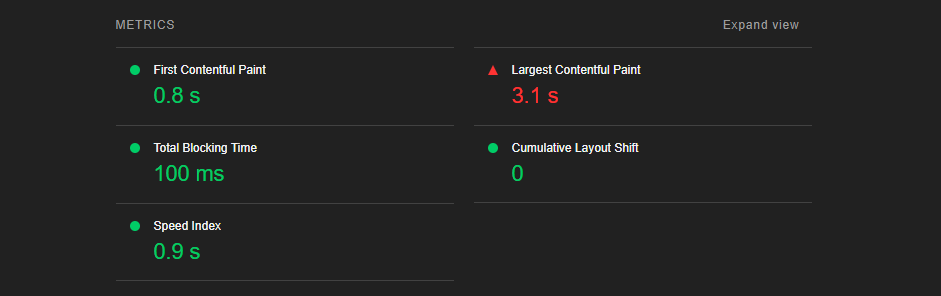 METRICS
Expand view
First Contentful Paint
0.8 s
Largest Contentful Paint
3.1 s
Total Blocking Time
100 ms
Cumulative Layout Shift
0
Speed Index
0.9 s